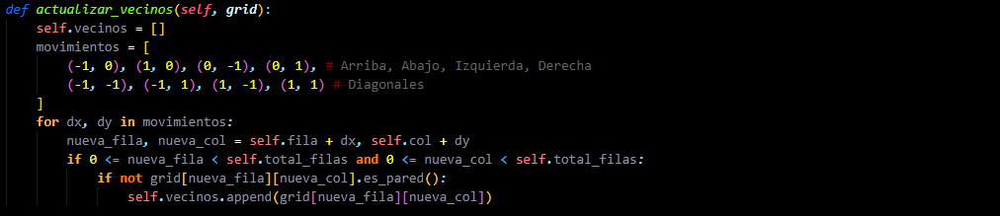 def actualizar_vecinos(self, grid):
    self.vecinos = []
    movimientos = [
        (-1, 0), (1, 0), (0, -1), (0, 1), # Arriba, Abajo, Izquierda, Derecha
        (-1, -1), (-1, 1), (1, -1), (1, 1) # Diagonales
    ]
    for dx, dy in movimientos:
        nueva_fila, nueva_col = self.fila + dx, self.col + dy
        if 0 <= nueva_fila < self.total_filas and 0 <= nueva_col < self.total_filas:
            if not grid[nueva_fila][nueva_col].es_pared():
                self.vecinos.append(grid[nueva_fila][nueva_col])